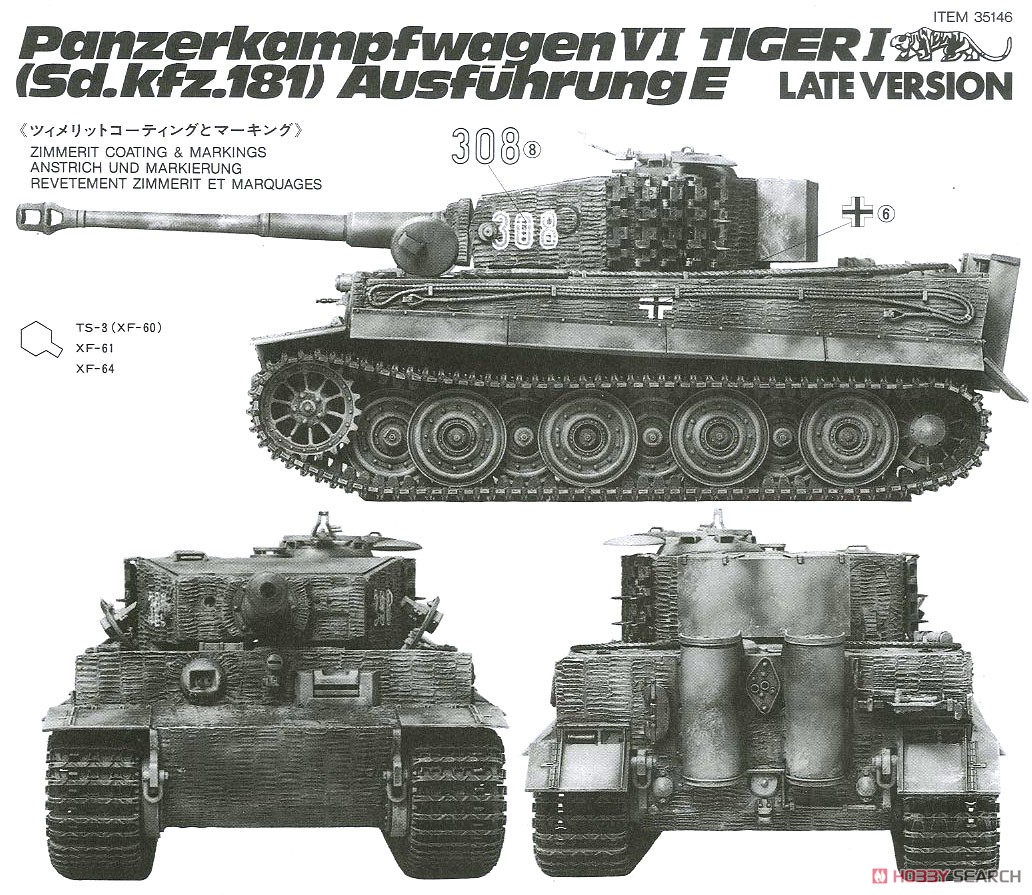 ITEM 35146
Panzerkampfwagen VI TIGER I
(Sd.kfz.181) Ausführung E LATE VERSION
《ツィメリットコーティングとマーキング》
ZIMMERIT COATING & MARKINGS
ANSTRICH UND MARKIERUNG
REVETEMENT ZIMMERIT ET MARQUAGES
308 ⑧
308
⑥
TS-3 (XF-60)
XF-61
XF-64
HOBBYSEARCH